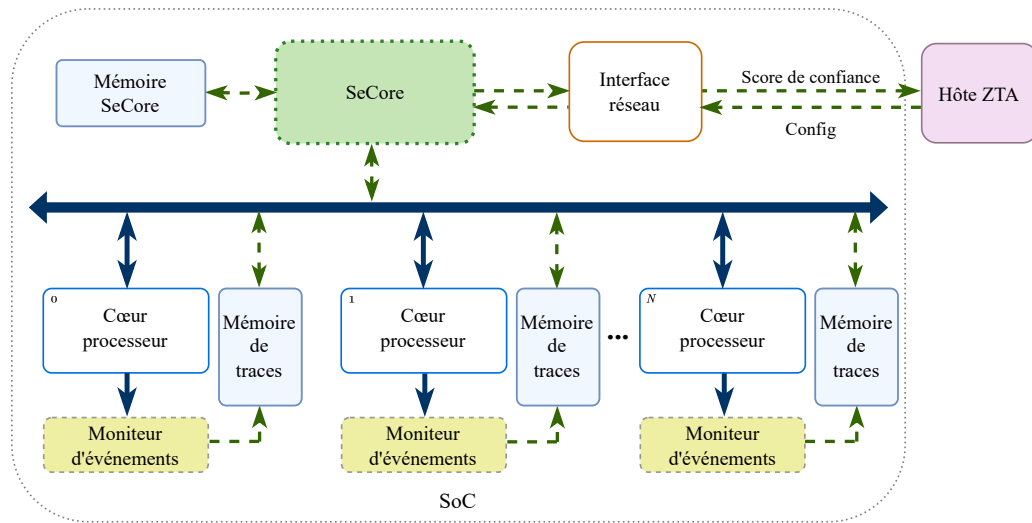 Mémoire
SeCore
SeCore
Interface
réseau
Score de confiance
Config
Hôte ZTA
0
Cœur
processeur
Mémoire
de
traces
1
Cœur
processeur
Mémoire
de
traces
...
N
Cœur
processeur
Mémoire
de
traces
Moniteur
d'événements
Moniteur
d'événements
Moniteur
d'événements
SoC